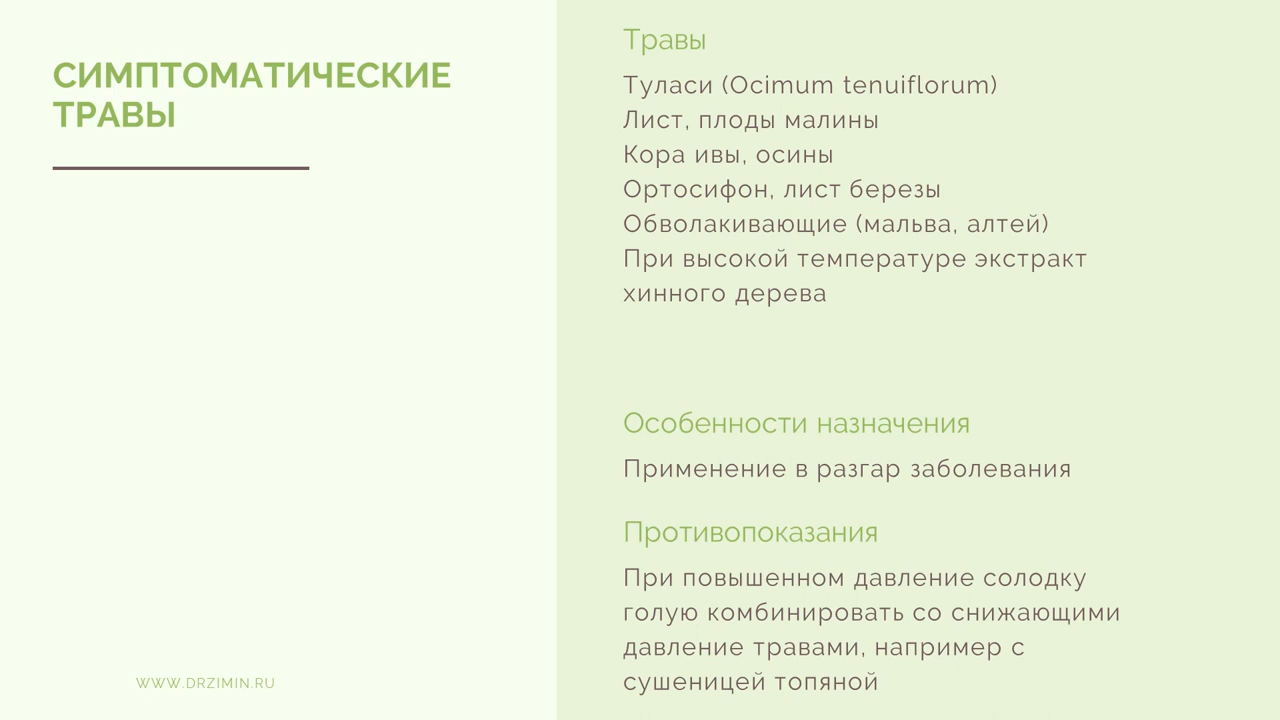 СИМПТОМАТИЧЕСКИЕ
ТРАВЫ
WWW.DRZIMIN.RU
Травы
Туласи (Ocimum tenuiflorum)
Лист, плоды малины
Кора ивы, осины
Ортосифон, лист березы
Обволакивающие (мальва, алтей)
При высокой температуре экстракт
хинного дерева
Особенности назначения
Применение в разгар заболевания
Противопоказания
При повышенном давление солодку
голую комбинировать со снижающими
давление травами, например с
сушеницей топяной